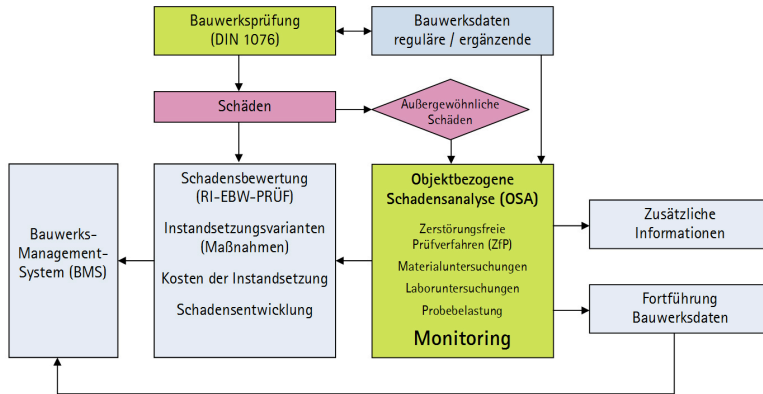 Bauwerksprüfung
(DIN 1076)
Bauwerksdaten
reguläre / ergänzende
Schäden
Außergewöhnliche
Schäden
Bauwerks-
Management-
System (BMS)
Schadensbewertung
(RI-EBW-PRÜF)
Instandsetzungsvarianten
(Maßnahmen)
Kosten der Instandsetzung
Schadensentwicklung
Objektbezogene
Schadensanalyse (OSA)
Zerstörungsfreie
Prüfverfahren (ZfP)
Materialuntersuchungen
Laboruntersuchungen
Probebelastung
Monitoring
Zusätzliche
Informationen
Fortführung
Bauwerksdaten